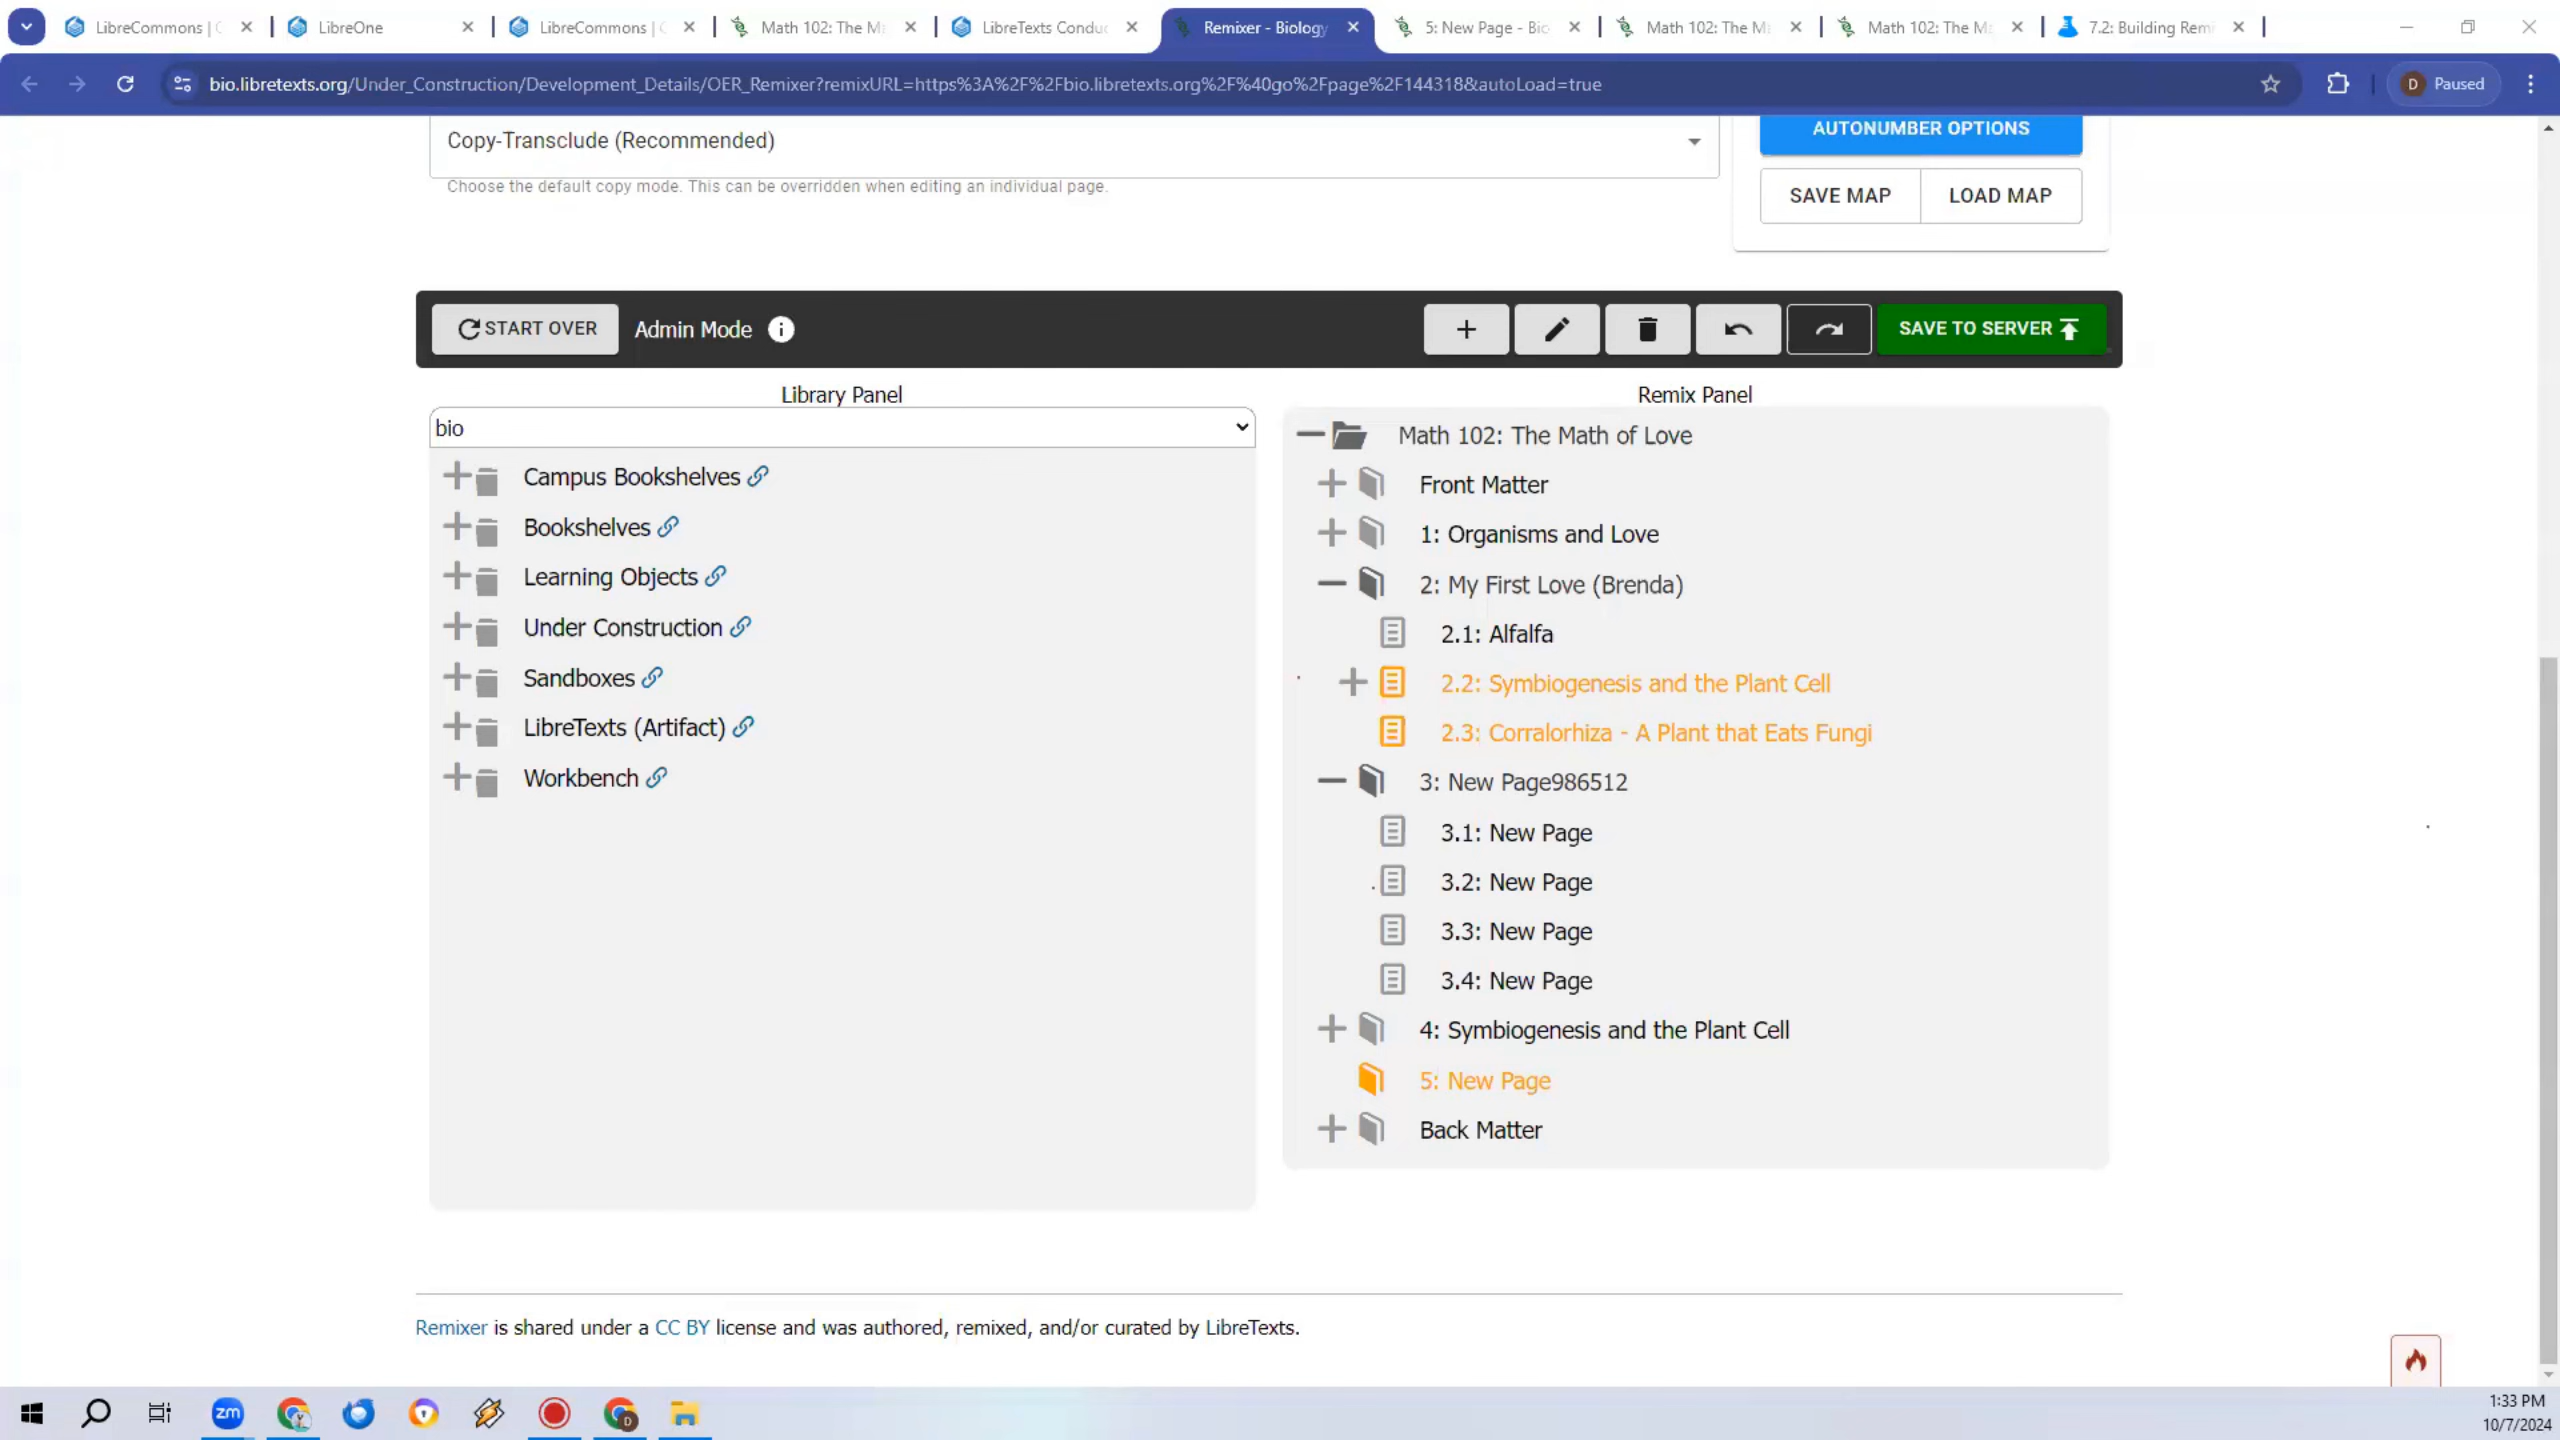 LibreCommons | C
LibreOne
LibreCommons | C
Math 102: The Ma
LibreTexts Conduc
Remixer - Biology
5: New Page - Bio
Math 102: The Ma
Math 102: The Ma
7.2: Building Remi
bio.libretexts.org/Under_Construction/Development_Details/OER_Remixer?remixURL=https%3A%2F%2Fbio.libretexts.org%2F%40go%2Fpage%2F144318&autoLoad=true
D Paused
Copy-Transclude (Recommended)
Choose the default copy mode. This can be overridden when editing an individual page.
AUTONUMBER OPTIONS
SAVE MAP
LOAD MAP
START OVER
Admin Mode
SAVE TO SERVER
Library Panel
bio
Campus Bookshelves
Bookshelves
Learning Objects
Under Construction
Sandboxes
LibreTexts (Artifact)
Workbench
Remix Panel
Math 102: The Math of Love
Front Matter
1: Organisms and Love
2: My First Love (Brenda)
2.1: Alfalfa
2.2: Symbiogenesis and the Plant Cell
2.3: Corralorhiza - A Plant that Eats Fungi
3: New Page986512
3.1: New Page
3.2: New Page
3.3: New Page
3.4: New Page
4: Symbiogenesis and the Plant Cell
5: New Page
Back Matter
Remixer is shared under a CC BY license and was authored, remixed, and/or curated by LibreTexts.
zm
D
1:33 PM
10/7/2024